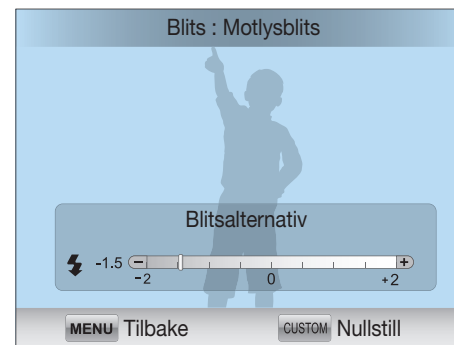 Blits : Motlysblits
Blitsalternativ
-1.5
-2 0 +2
MENU Tilbake CUSTOM Nullstill